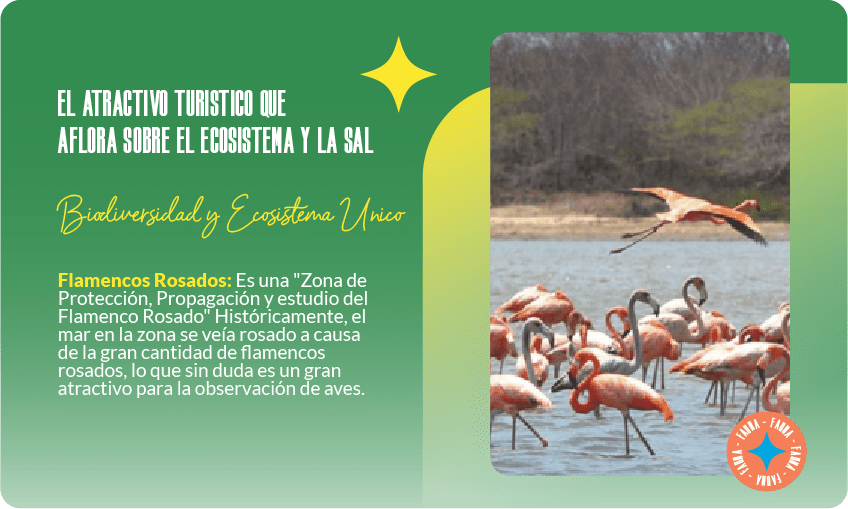 EL ATRACTIVO TURISTICO QUE
AFLORA SOBRE EL ECOSISTEMA Y LA SAL
Biodiversidad y Ecosistema Unico
Flamencos Rosados: Es una "Zona de
Protección, Propagación y estudio del
Flamenco Rosado" Históricamente, el
mar en la zona se veía rosado a causa
de la gran cantidad de flamencos
rosados, lo que sin duda es un gran
atractivo para la observación de aves.
FAUNA - FAUNA - FAUNA - FAUNA - FAUNA -